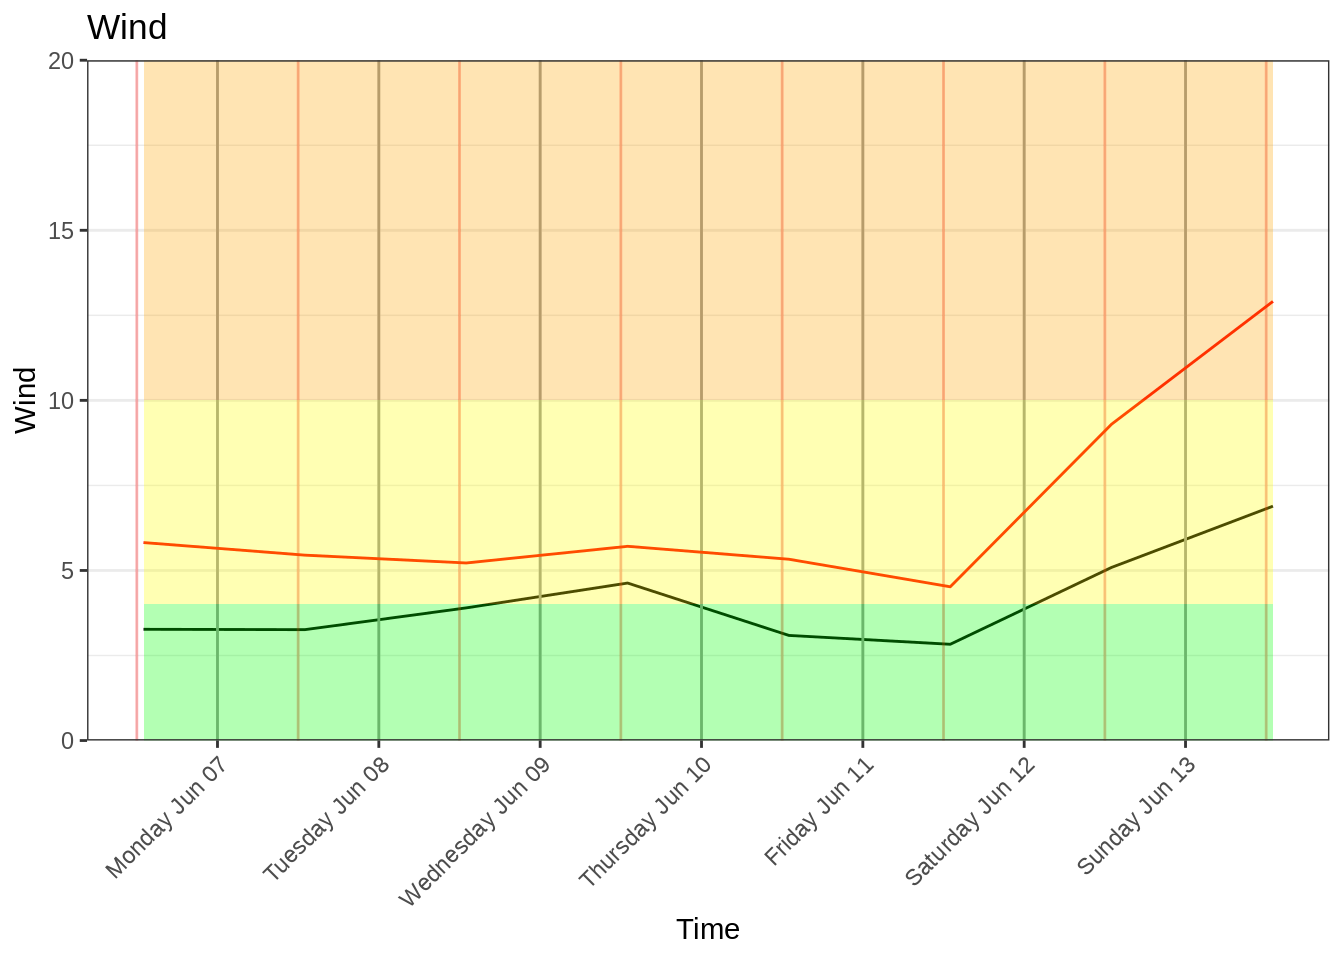 Wind
20
15
10
5
0
Wind
Monday Jun 07
Tuesday Jun 08
Wednesday Jun 09
Thursday Jun 10
Friday Jun 11
Saturday Jun 12
Sunday Jun 13
Time